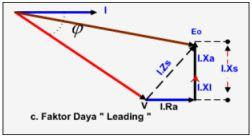 I
φ
Eo
I.Zs
I.Xa
I.Xs
I.Xl
V
I.Ra
c. Faktor Daya " Leading "